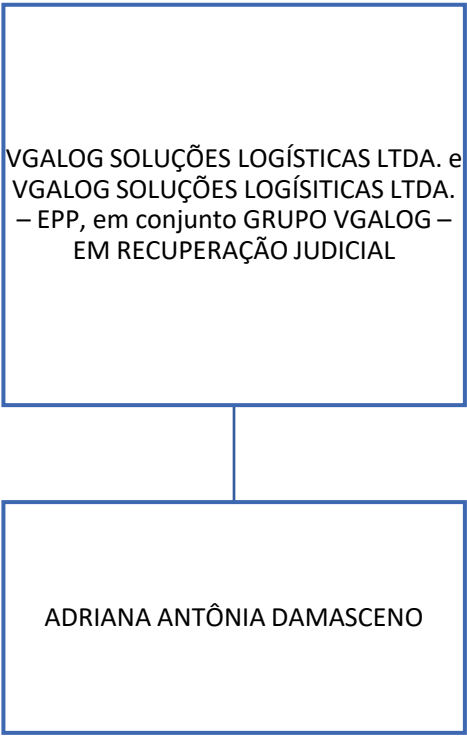 VGALOG SOLUÇÕES LOGÍSTICAS LTDA. e
VGALOG SOLUÇÕES LOGÍSITICAS LTDA.
– EPP, em conjunto GRUPO VGALOG –
EM RECUPERAÇÃO JUDICIAL
ADRIANA ANTÔNIA DAMASCENO